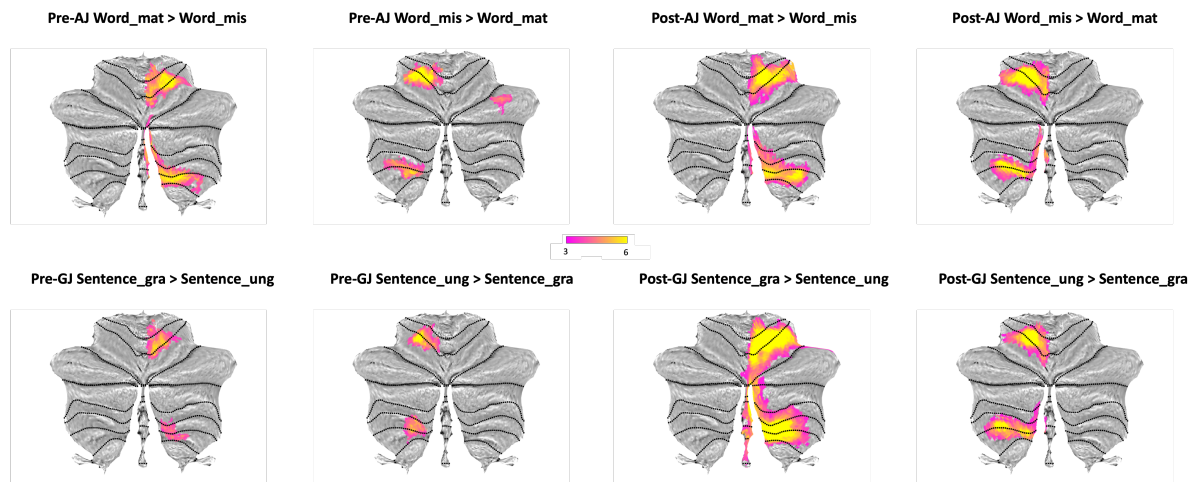 Pre-AJ Word_mat > Word_mis
Pre-AJ Word_mis > Word_mat
Post-AJ Word_mat > Word_mis
Post-AJ Word_mis > Word_mat
3
6
Pre-GJ Sentence_gra > Sentence_ung
Pre-GJ Sentence_ung > Sentence_gra
Post-GJ Sentence_gra > Sentence_ung
Post-GJ Sentence_ung > Sentence_gra